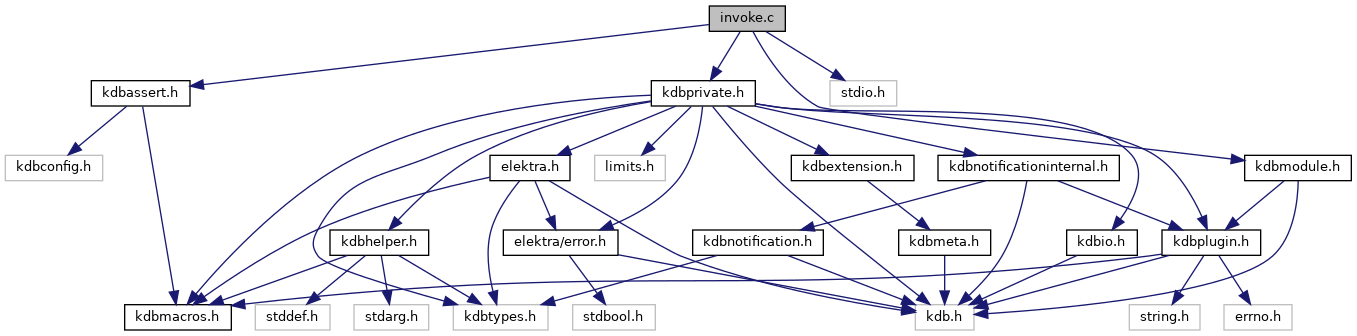 invoke.c
kdbassert.h
kdbprivate.h
stdio.h
kdbconfig.h
elektra.h
limits.h
kdbextension.h
kdbnotificationinternal.h
kdbmodule.h
kdbhelper.h
elektra/error.h
kdbnotification.h
kdbmeta.h
kdbio.h
kdbplugin.h
kdbmacros.h
stddef.h
stdarg.h
kdbtypes.h
stdbool.h
kdb.h
string.h
errno.h